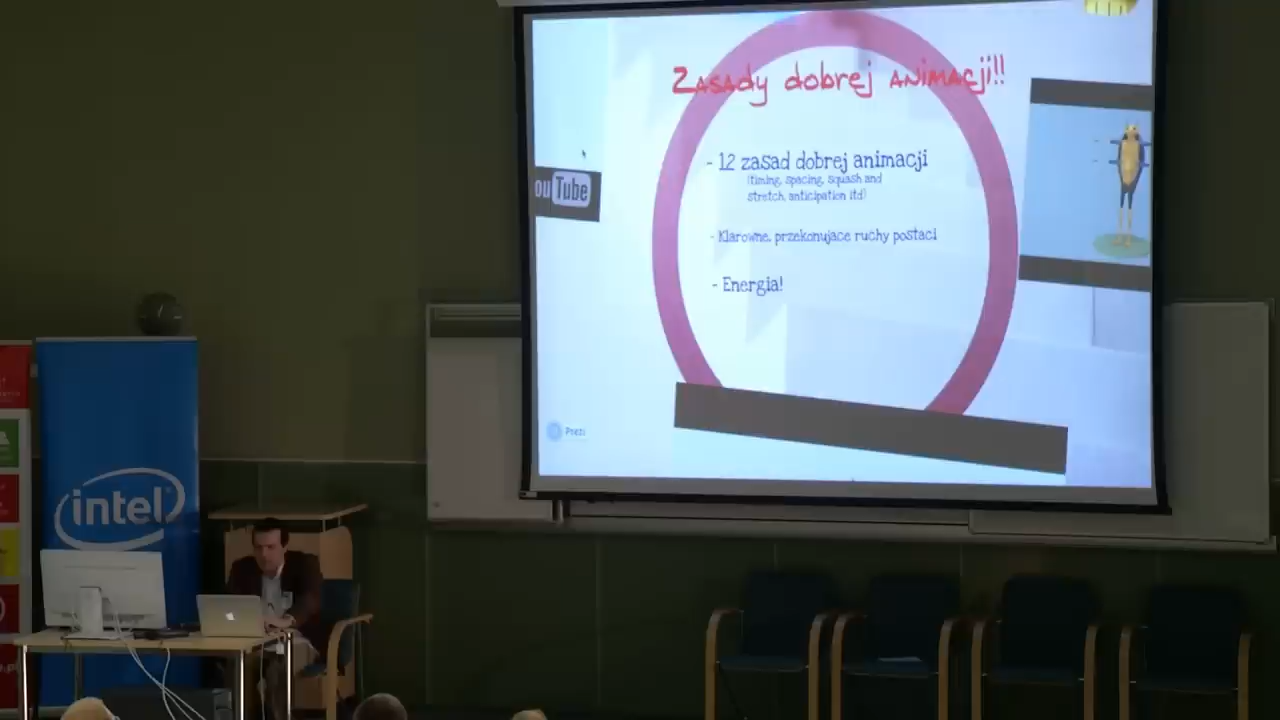 Zasady dobrej animacji!!
- 12 zasad dobrej animacji
(timing, spacing, squash and
stretch, anticipation itd)
- Klarowne, przekonujące ruchy postaci
- Energia!
ouTube
Prezi
intel